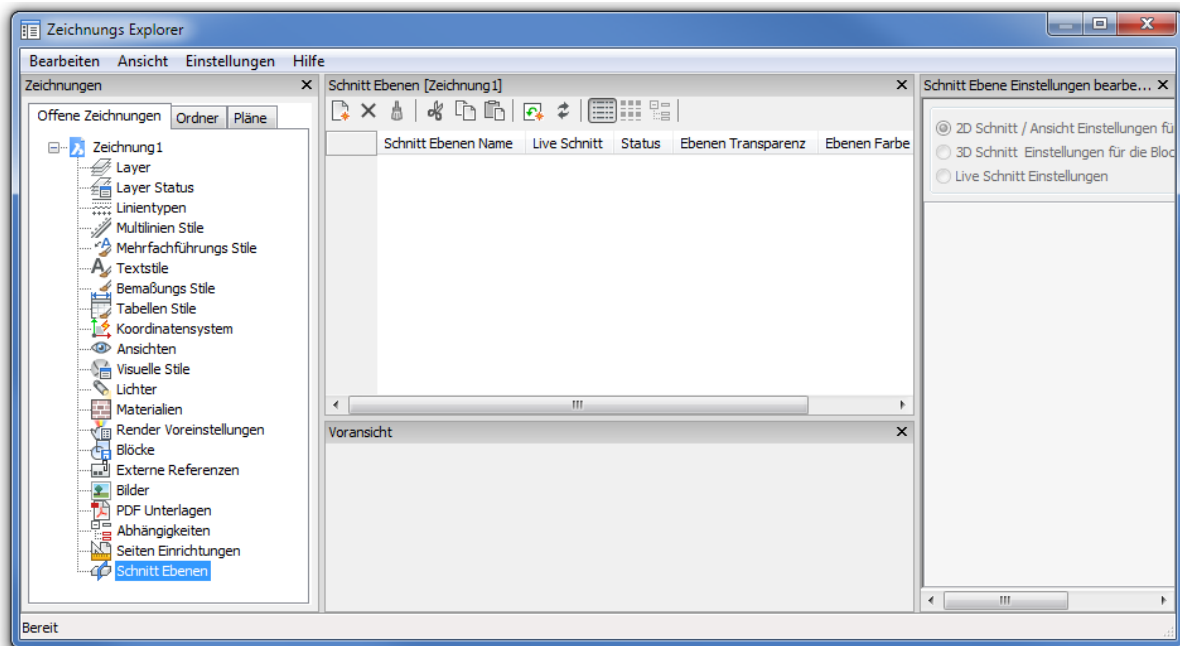 Zeichnungs Explorer
Bearbeiten Ansicht Einstellungen Hilfe
Zeichnungen
Offene Zeichnungen Ordner Pläne
Zeichnung1
Layer
Layer Status
Linientypen
Multilinien Stile
Mehrfachführungs Stile
Textstile
Bemaßungs Stile
Tabellen Stile
Koordinatensystem
Ansichten
Visuelle Stile
Lichter
Materialien
Render Voreinstellungen
Blöcke
Externe Referenzen
Bilder
PDF Unterlagen
Abhängigkeiten
Seiten Einrichtungen
Schnitt Ebenen
Schnitt Ebenen [Zeichnung1]
Schnitt Ebenen Name Live Schnitt Status Ebenen Transparenz Ebenen Farbe
Voransicht
Schnitt Ebene Einstellungen bearbe...
2D Schnitt / Ansicht Einstellungen fü
3D Schnitt Einstellungen für die Bloc
Live Schnitt Einstellungen
Bereit